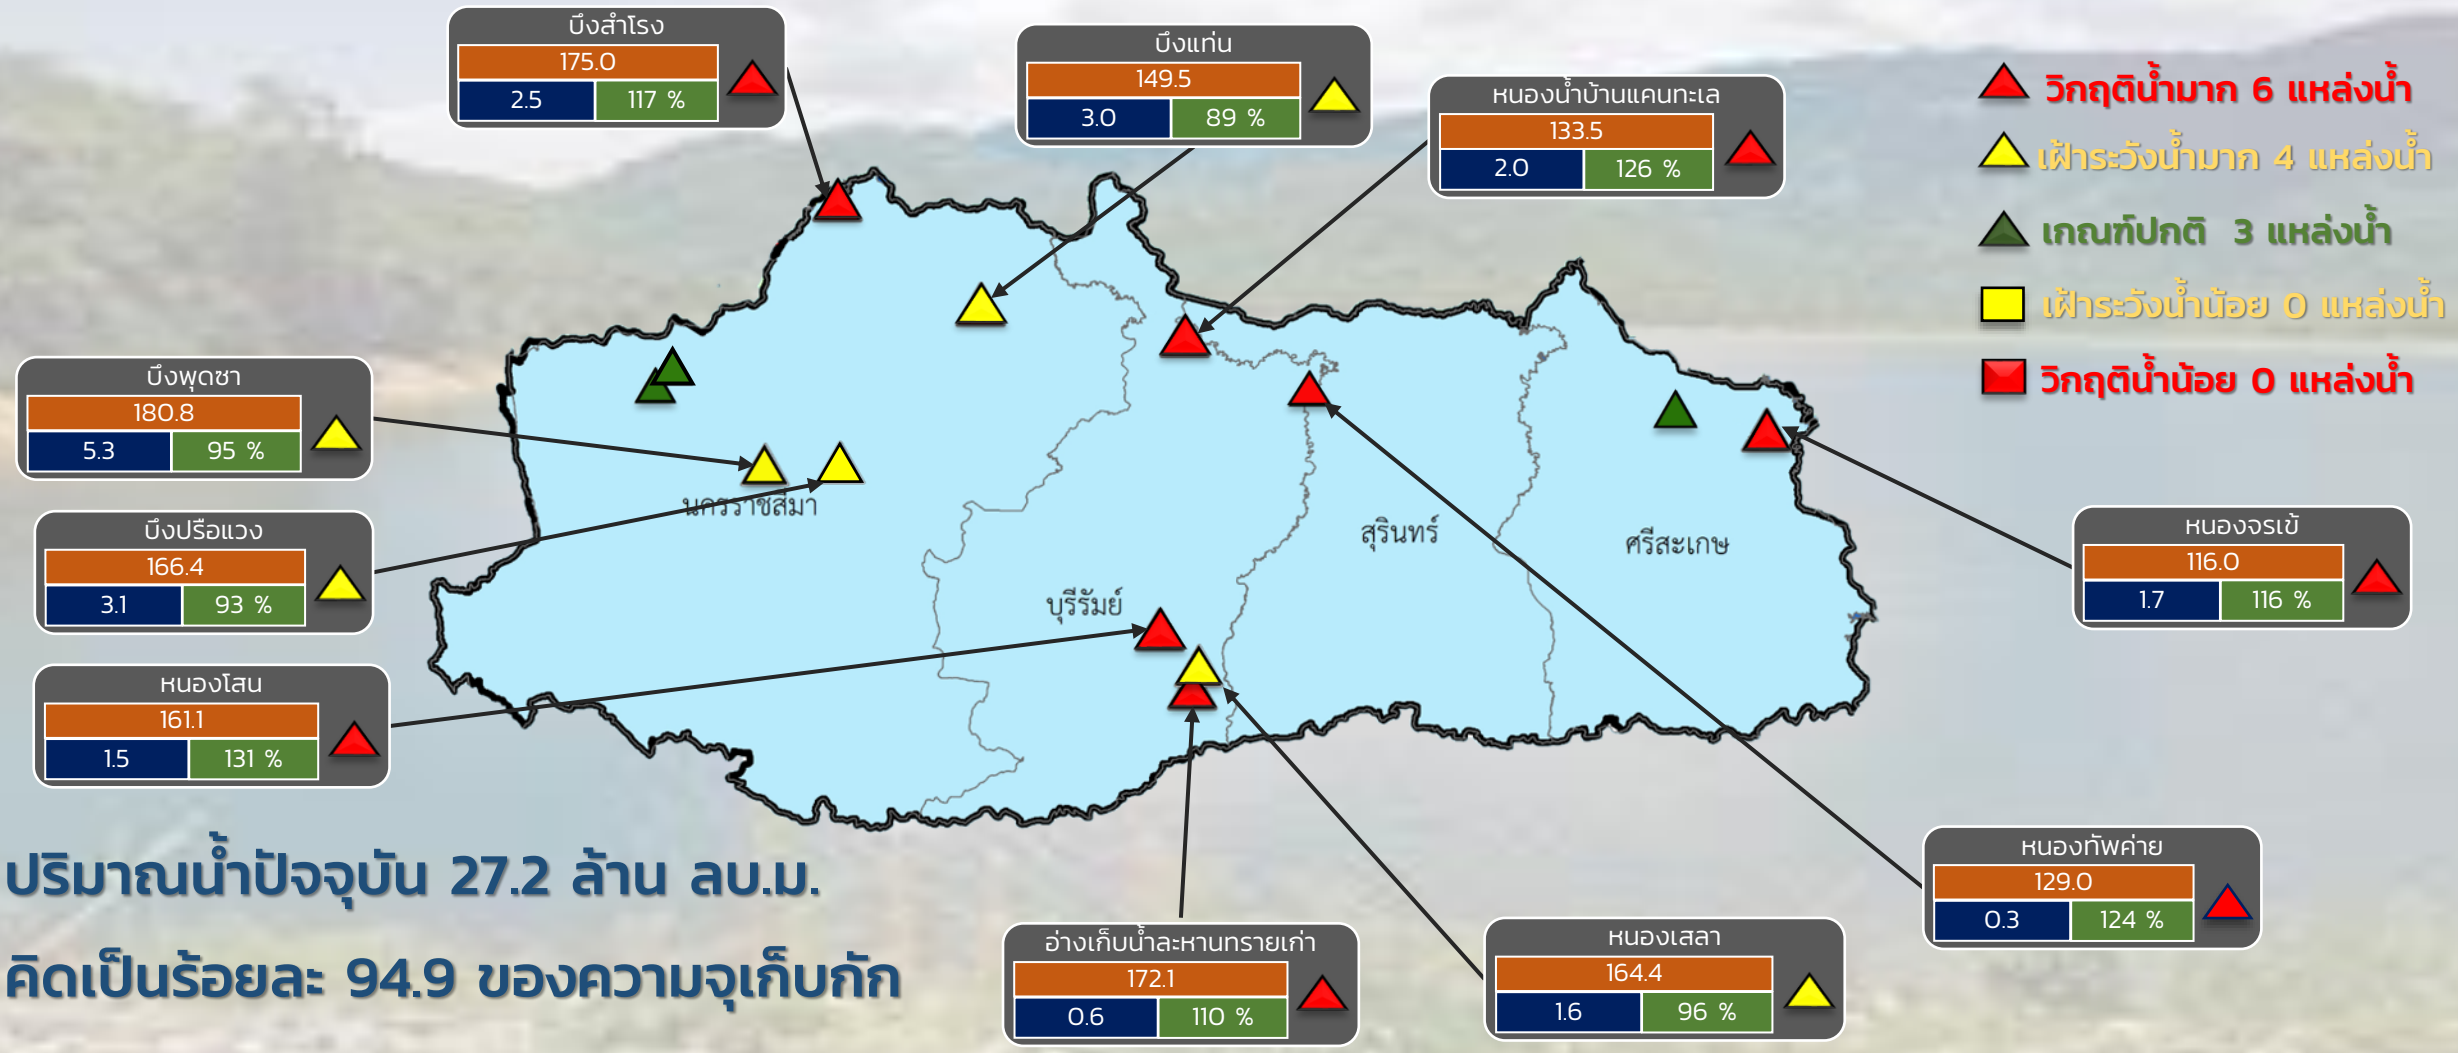 บึงสำโรง
175.0
2.5 117 %
บึงแท่น
149.5
3.0 89 %
หนองน้ำบ้านแคนทะเล
133.5
2.0 126 %
วิกฤติน้ำมาก 6 แหล่งน้ำ
เฝ้าระวังน้ำมาก 4 แหล่งน้ำ
เกณฑ์ปกติ 3 แหล่งน้ำ
เฝ้าระวังน้ำน้อย 0 แหล่งน้ำ
วิกฤติน้ำน้อย 0 แหล่งน้ำ
บึงพุดซา
180.8
5.3 95 %
บึงปรือแวง
166.4
3.1 93 %
หนองโสน
161.1
1.5 131 %
นครราชสีมา
บุรีรัมย์
สุรินทร์
ศรีสะเกษ
หนองจรเข้
116.0
1.7 116 %
หนองทัพค่าย
129.0
0.3 124 %
อ่างเก็บน้ำละหานทรายเก่า
172.1
0.6 110 %
หนองเสลา
164.4
1.6 96 %
ปริมาณน้ำปัจจุบัน 27.2 ล้าน ลบ.ม.
คิดเป็นร้อยละ 94.9 ของความจุเก็บกัก